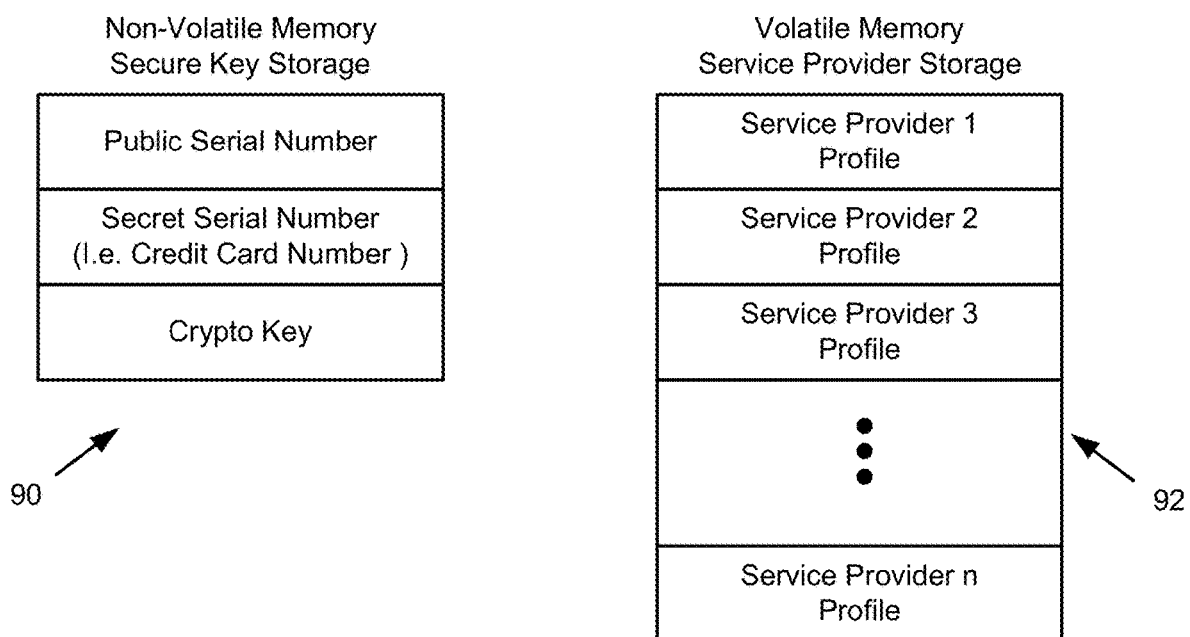 Non-Volatile Memory
Secure Key Storage
Public Serial Number
Secret Serial Number
(I.e. Credit Card Number )
Crypto Key
90
Volatile Memory
Service Provider Storage
Service Provider 1
Profile
Service Provider 2
Profile
Service Provider 3
Profile
92
Service Provider n
Profile